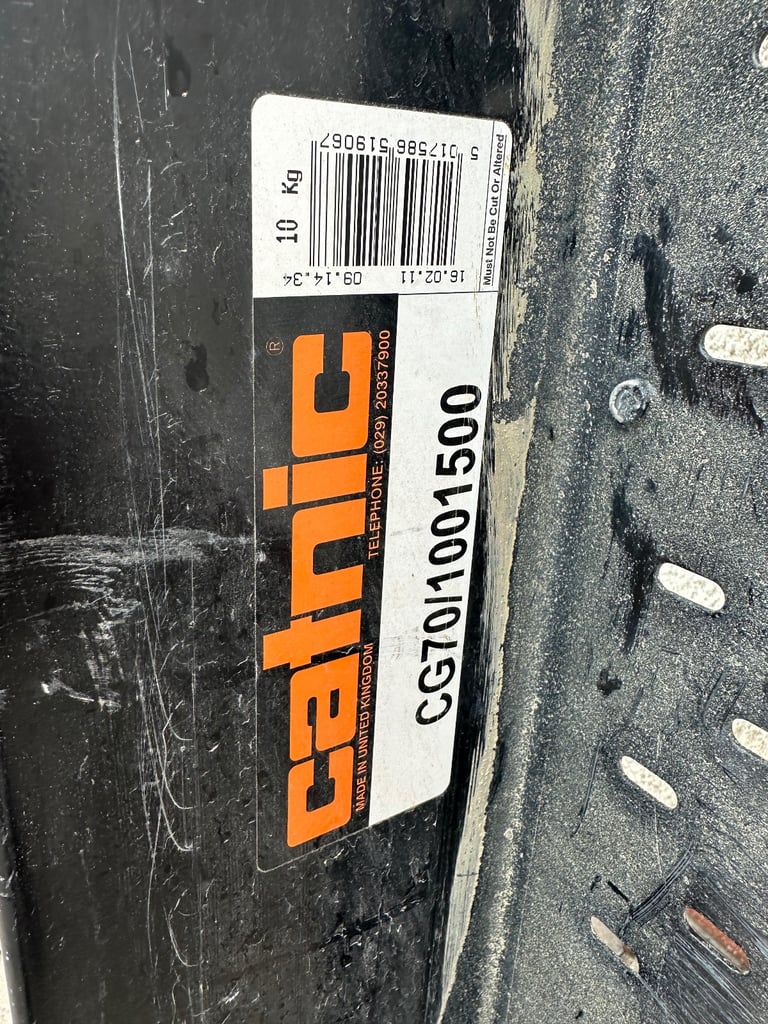 catnic ®
MADE IN UNITED KINGDOM TELEPHONE: (029) 20337900
CG70/1001500
10 Kg
5 017586 519067
09.14.34 16.02.11
Must Not Be Cut Or Altered